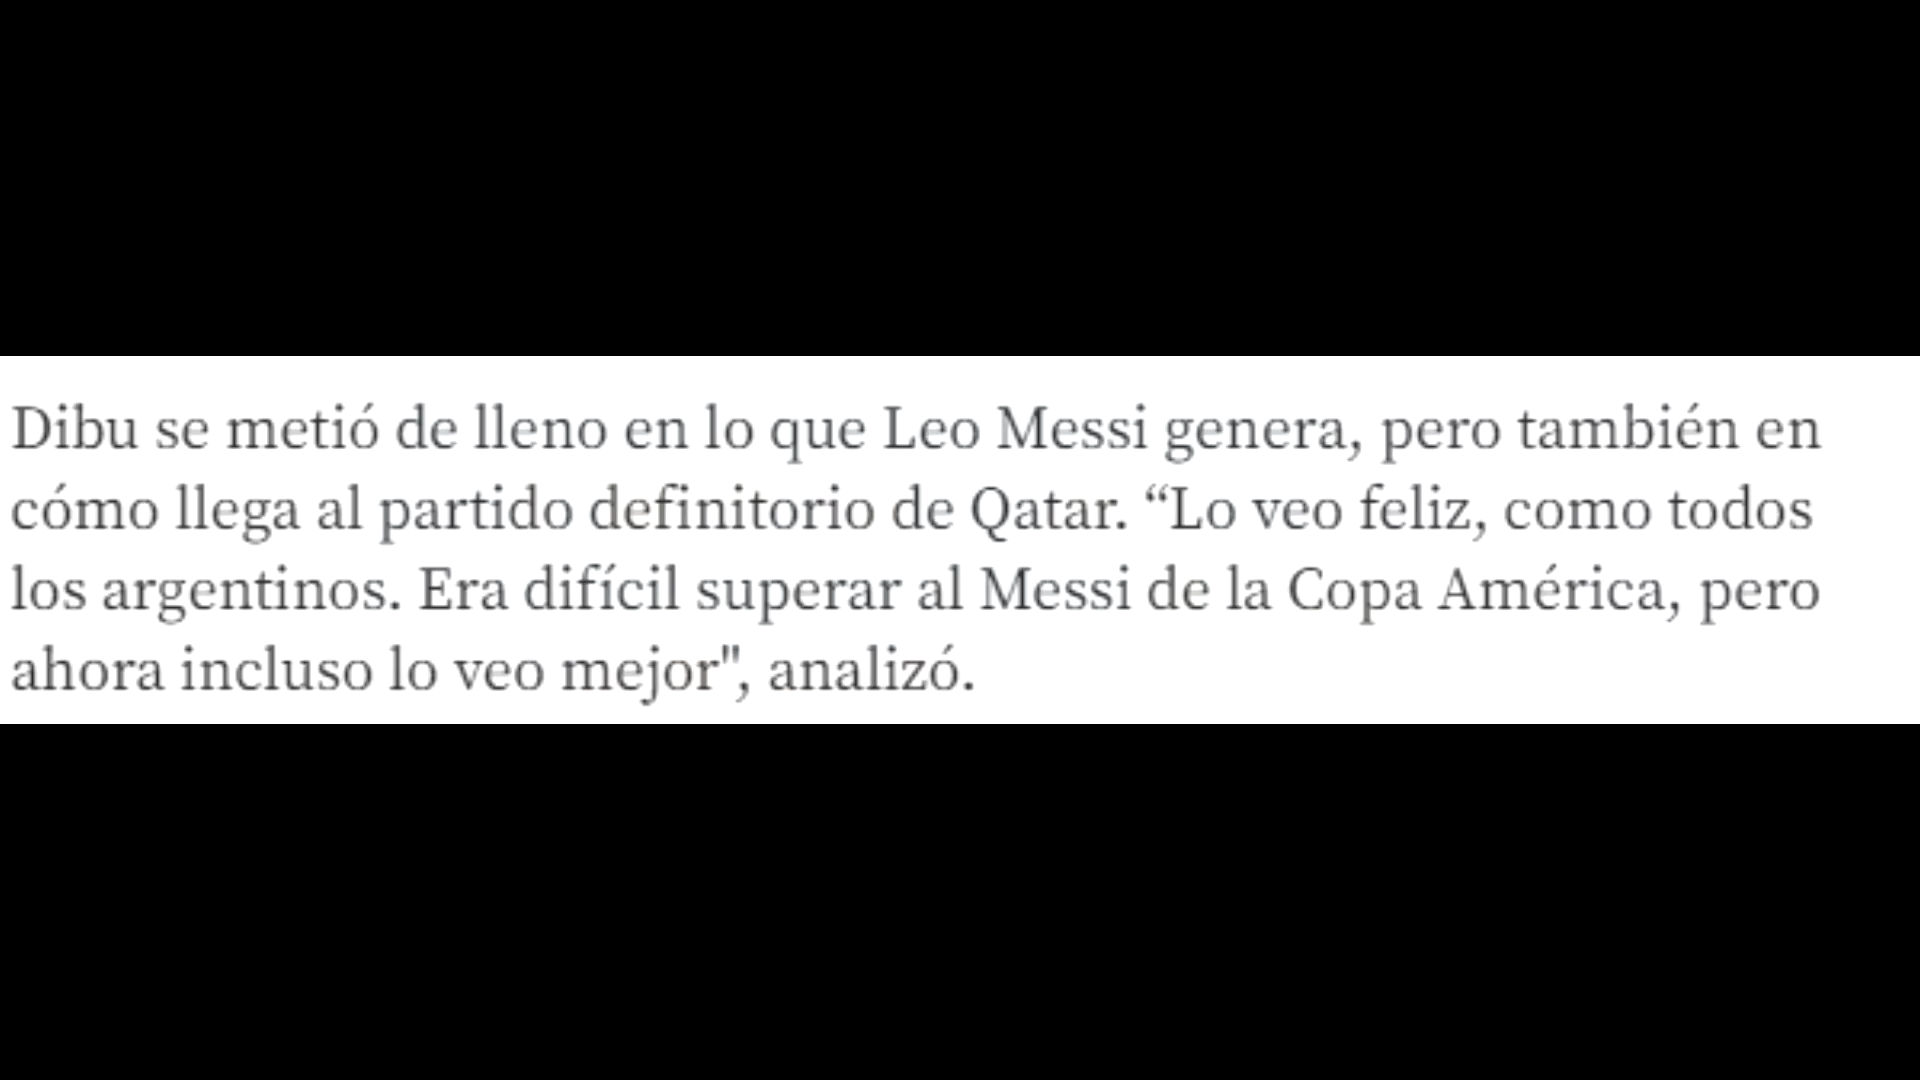 Dibu se metió de lleno en lo que Leo Messi genera, pero también en
cómo llega al partido definitorio de Qatar. “Lo veo feliz, como todos
los argentinos. Era difícil superar al Messi de la Copa América, pero
ahora incluso lo veo mejor", analizó.